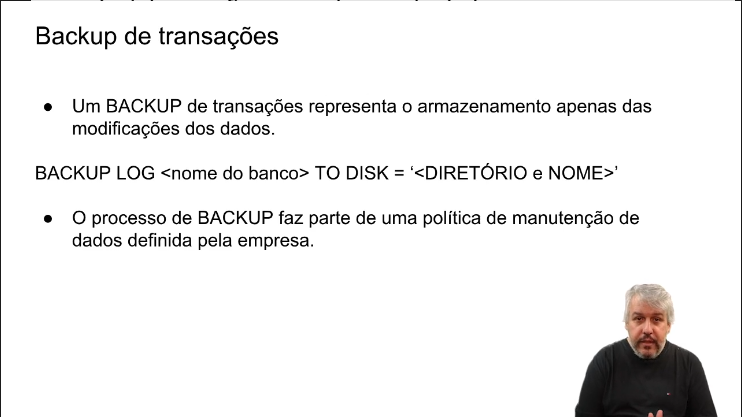 Backup de transações
● Um BACKUP de transações representa o armazenamento apenas das
modificações dos dados.
BACKUP LOG <nome do banco> TO DISK = ‘<DIRETÓRIO e NOME>’
● O processo de BACKUP faz parte de uma política de manutenção de
dados definida pela empresa.